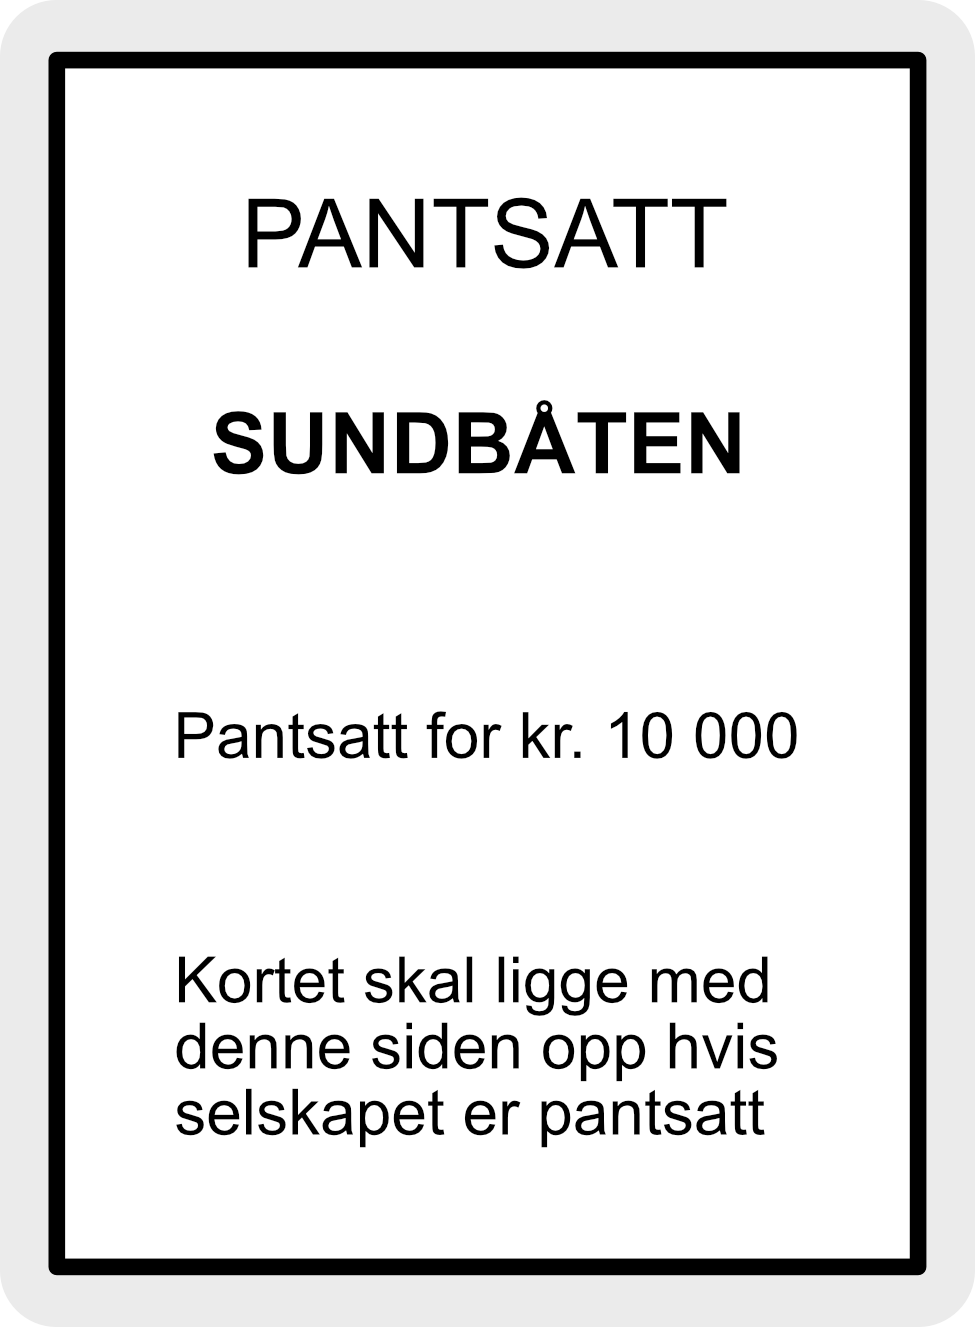 PANTSATT
SUNDBÅTEN
Pantsatt for kr. 10 000
Kortet skal ligge med
denne siden opp hvis
selskapet er pantsatt